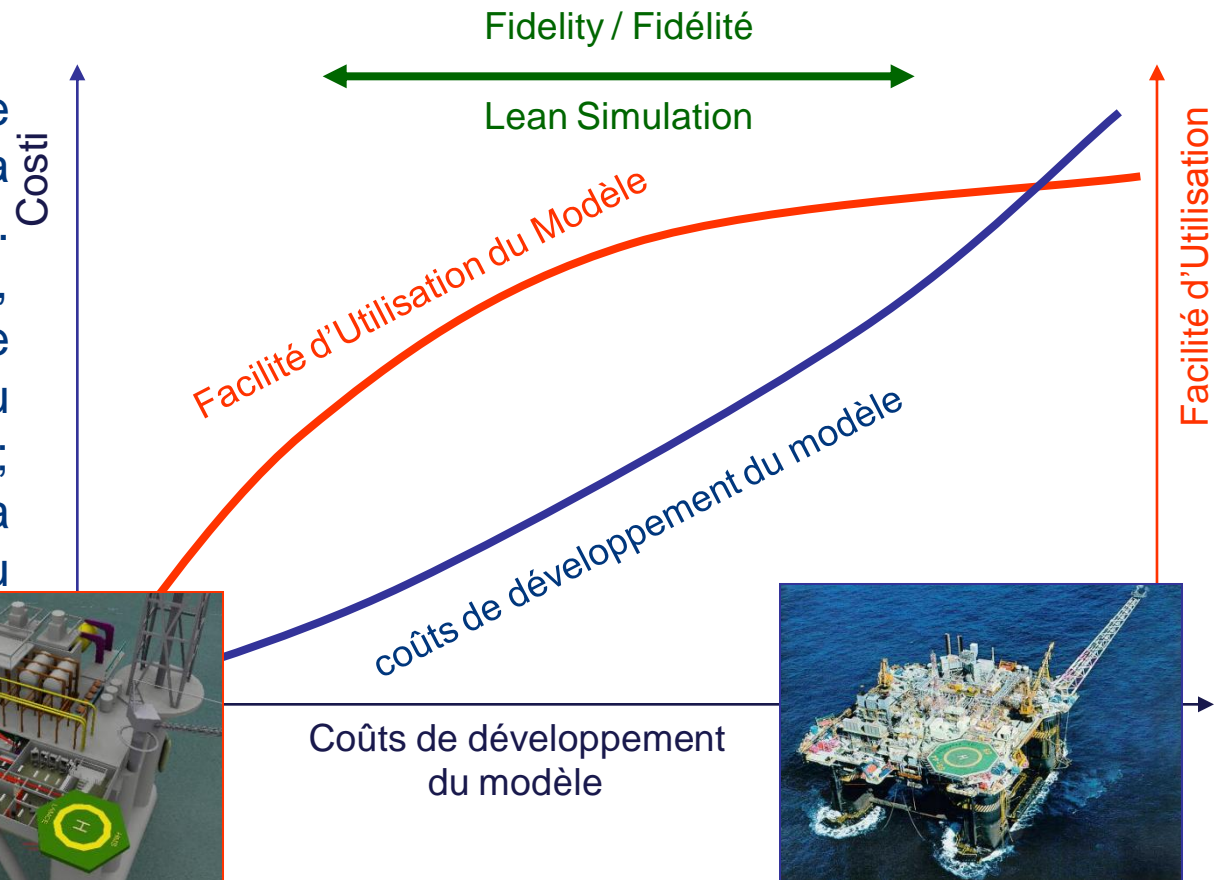 Fidelity / Fidélité
Lean Simulation
e
a
.
,
e
u
;
a
u
Costi
Facilité d'Utilisation du Modèle
coûts de développement du modèle
Facilité d'Utilisation
Coûts de développement
du modèle
H
H